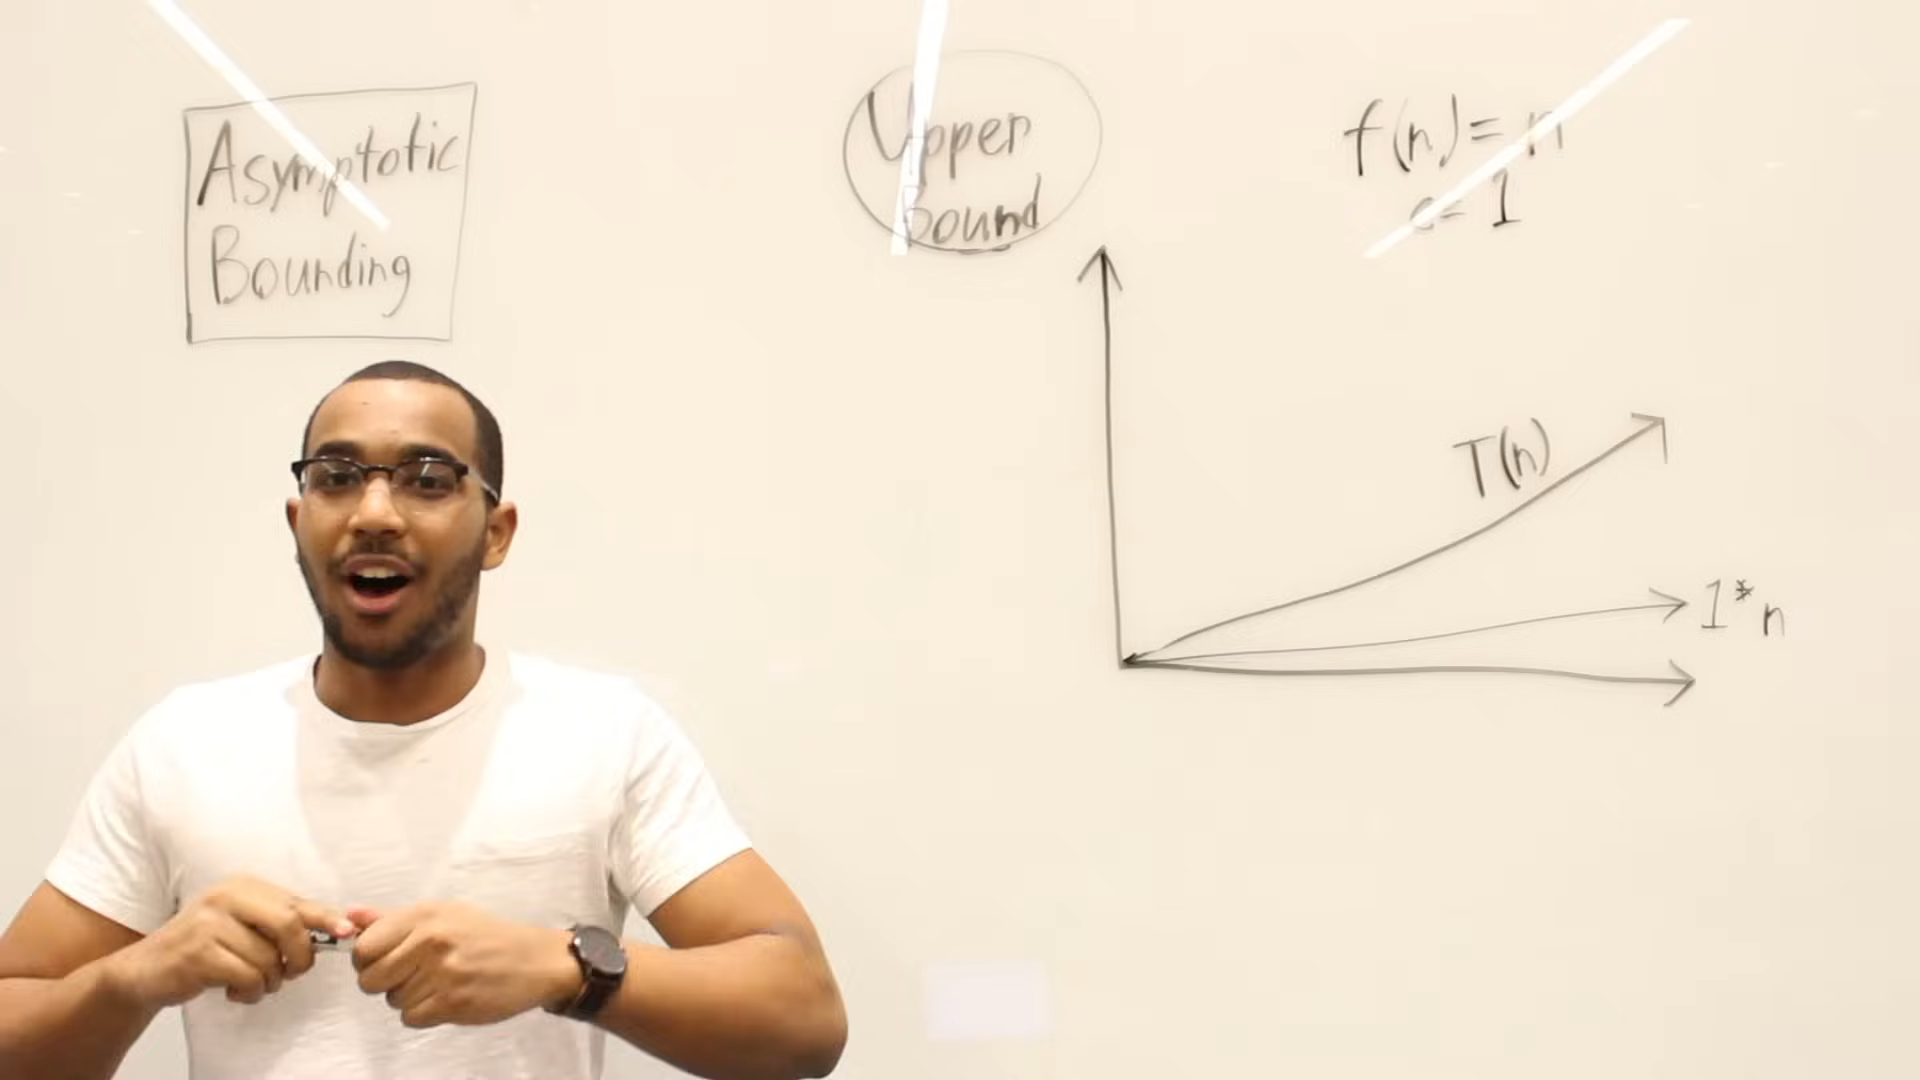 Asymptotic
Bounding
Upper
Bound
f(n) = n
c = 1
T(n)
1*n